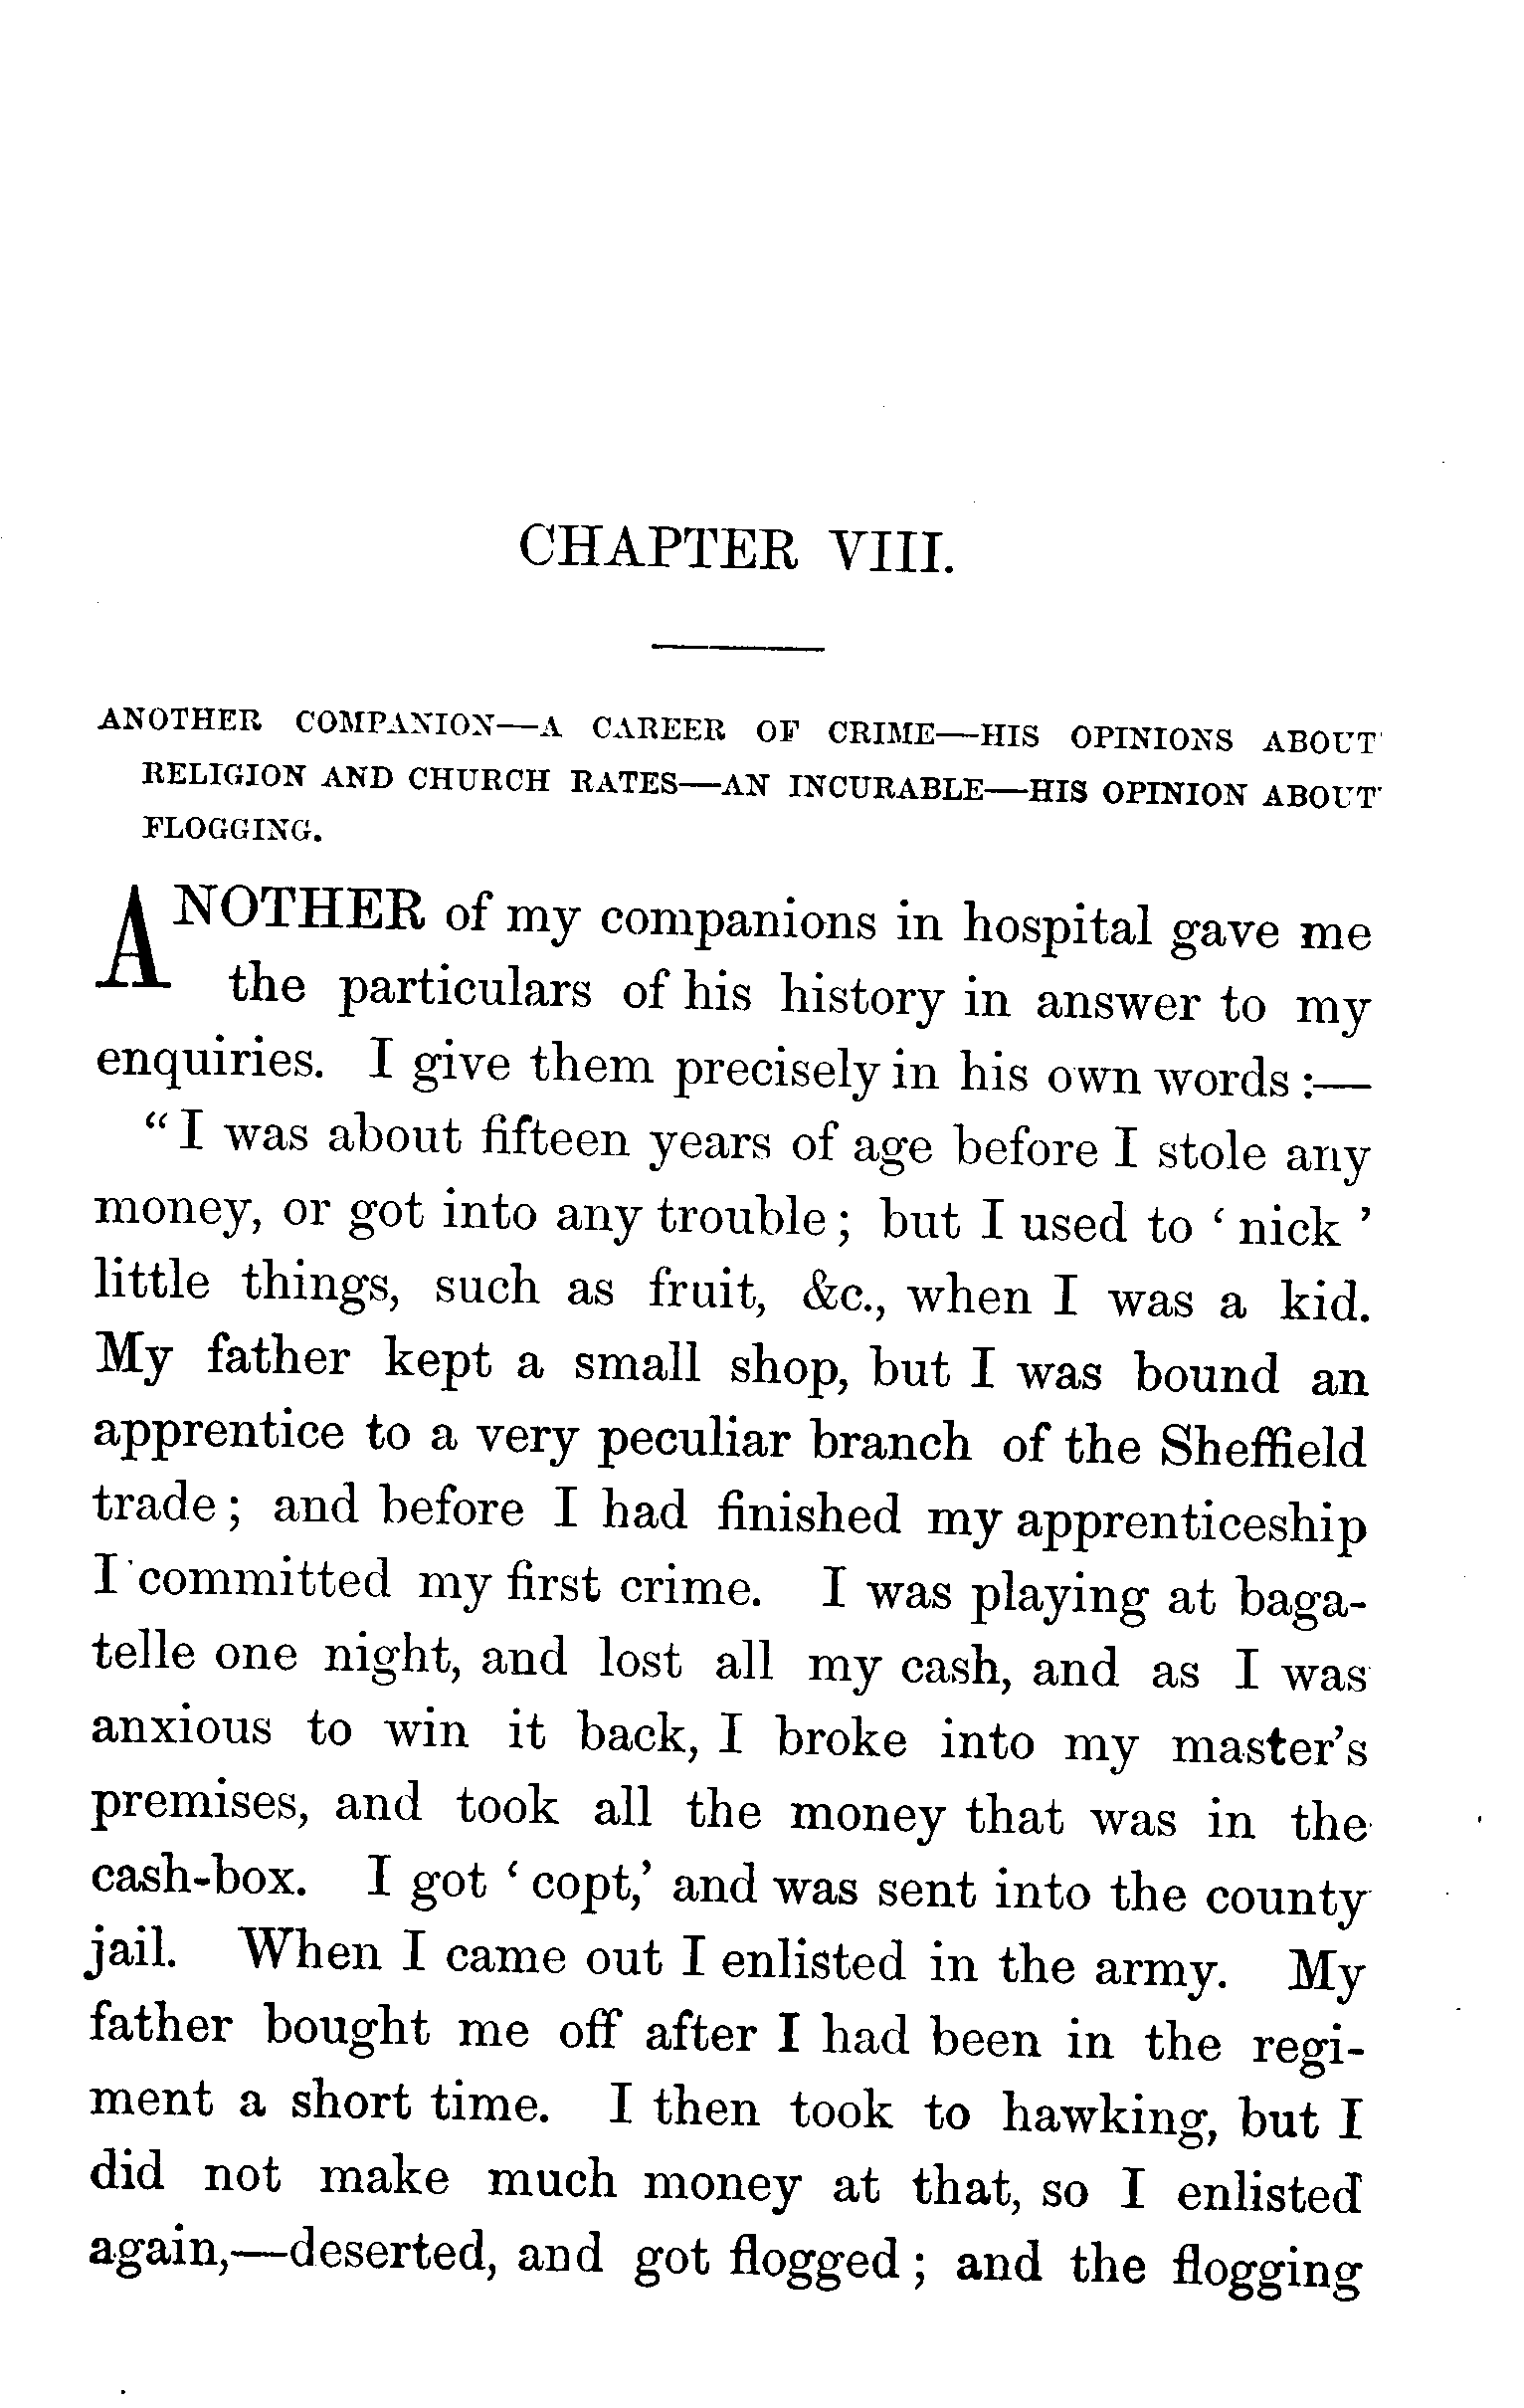 CHAPTER VIII.
ANOTHER COMPANION—A CAREER OF CRIME—HIS OPINIONS ABOUT
RELIGION AND CHURCH RATES—AN INCURABLE—HIS OPINION ABOUT
FLOGGING.
ANOTHER of my companions in hospital gave me
the particulars of his history in answer to my
enquiries. I give them precisely in his own words :—
“I was about fifteen years of age before I stole any
money, or got into any trouble; but I used to ‘nick’
little things, such as fruit, &c., when I was a kid.
My father kept a small shop, but I was bound an
apprentice to a very peculiar branch of the Sheffield
trade; and before I had finished my apprenticeship
I committed my first crime. I was playing at baga-
telle one night, and lost all my cash, and as I was
anxious to win it back, I broke into my master’s
premises, and took all the money that was in the
cash-box. I got ‘copt,’ and was sent into the county
jail. When I came out I enlisted in the army. My
father bought me off after I had been in the regi-
ment a short time. I then took to hawking, but I
did not make much money at that, so I enlisted
again,—deserted, and got flogged; and the flogging